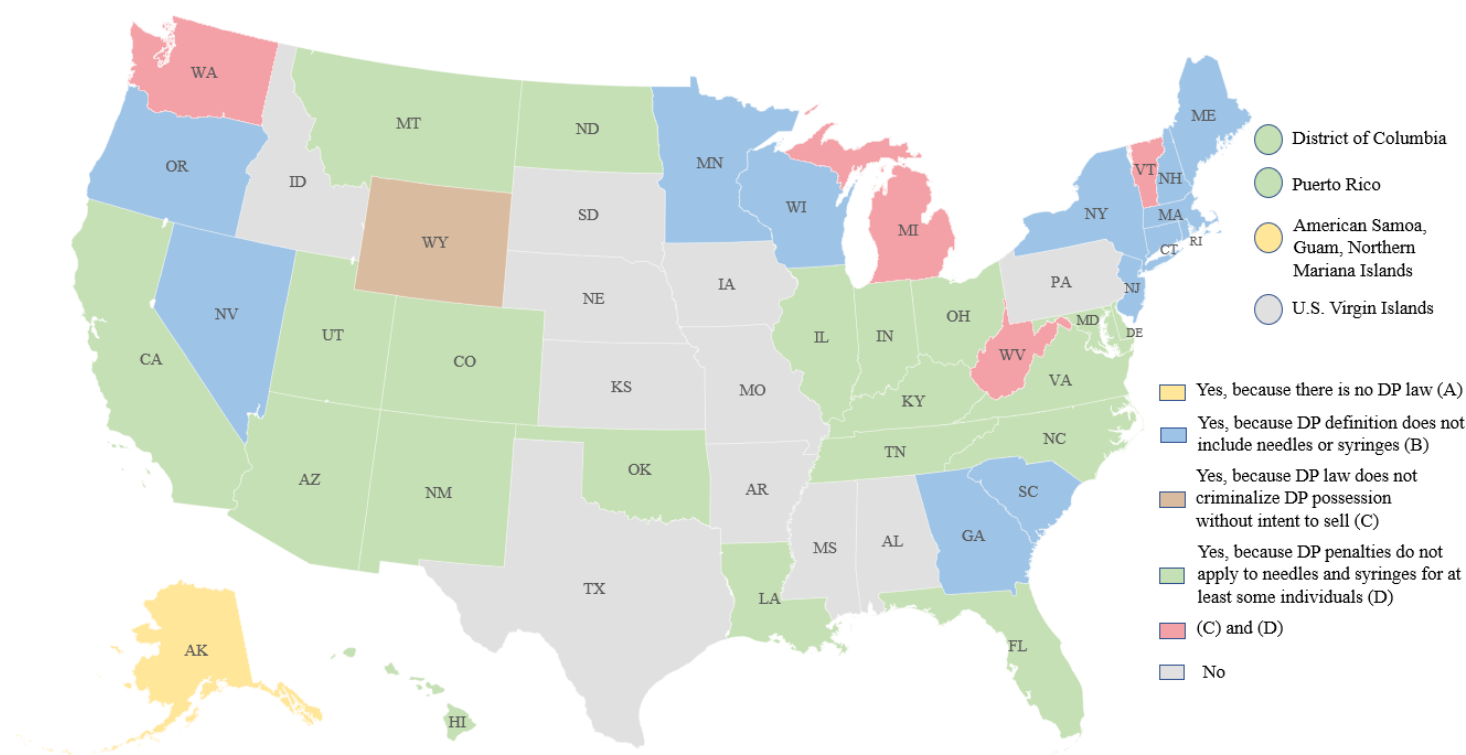 WA
MT
ND
MN
ME
OR
ID
SD
WI
MI
NY
VT
NH
MA
CT
RI
WY
NE
IA
PA
NJ
NV
UT
CO
KS
MO
IL
IN
OH
WV
MD
DE
VA
CA
KY
NC
TN
AZ
NM
OK
AR
SC
GA
MS
AL
TX
LA
FL
AK
HI
District of Columbia
Puerto Rico
American Samoa,
Guam, Northern
Mariana Islands
U.S. Virgin Islands
Yes, because there is no DP law (A)
Yes, because DP definition does not
include needles or syringes (B)
Yes, because DP law does not
criminalize DP possession
without intent to sell (C)
Yes, because DP penalties do not
apply to needles and syringes for at
least some individuals (D)
(C) and (D)
No